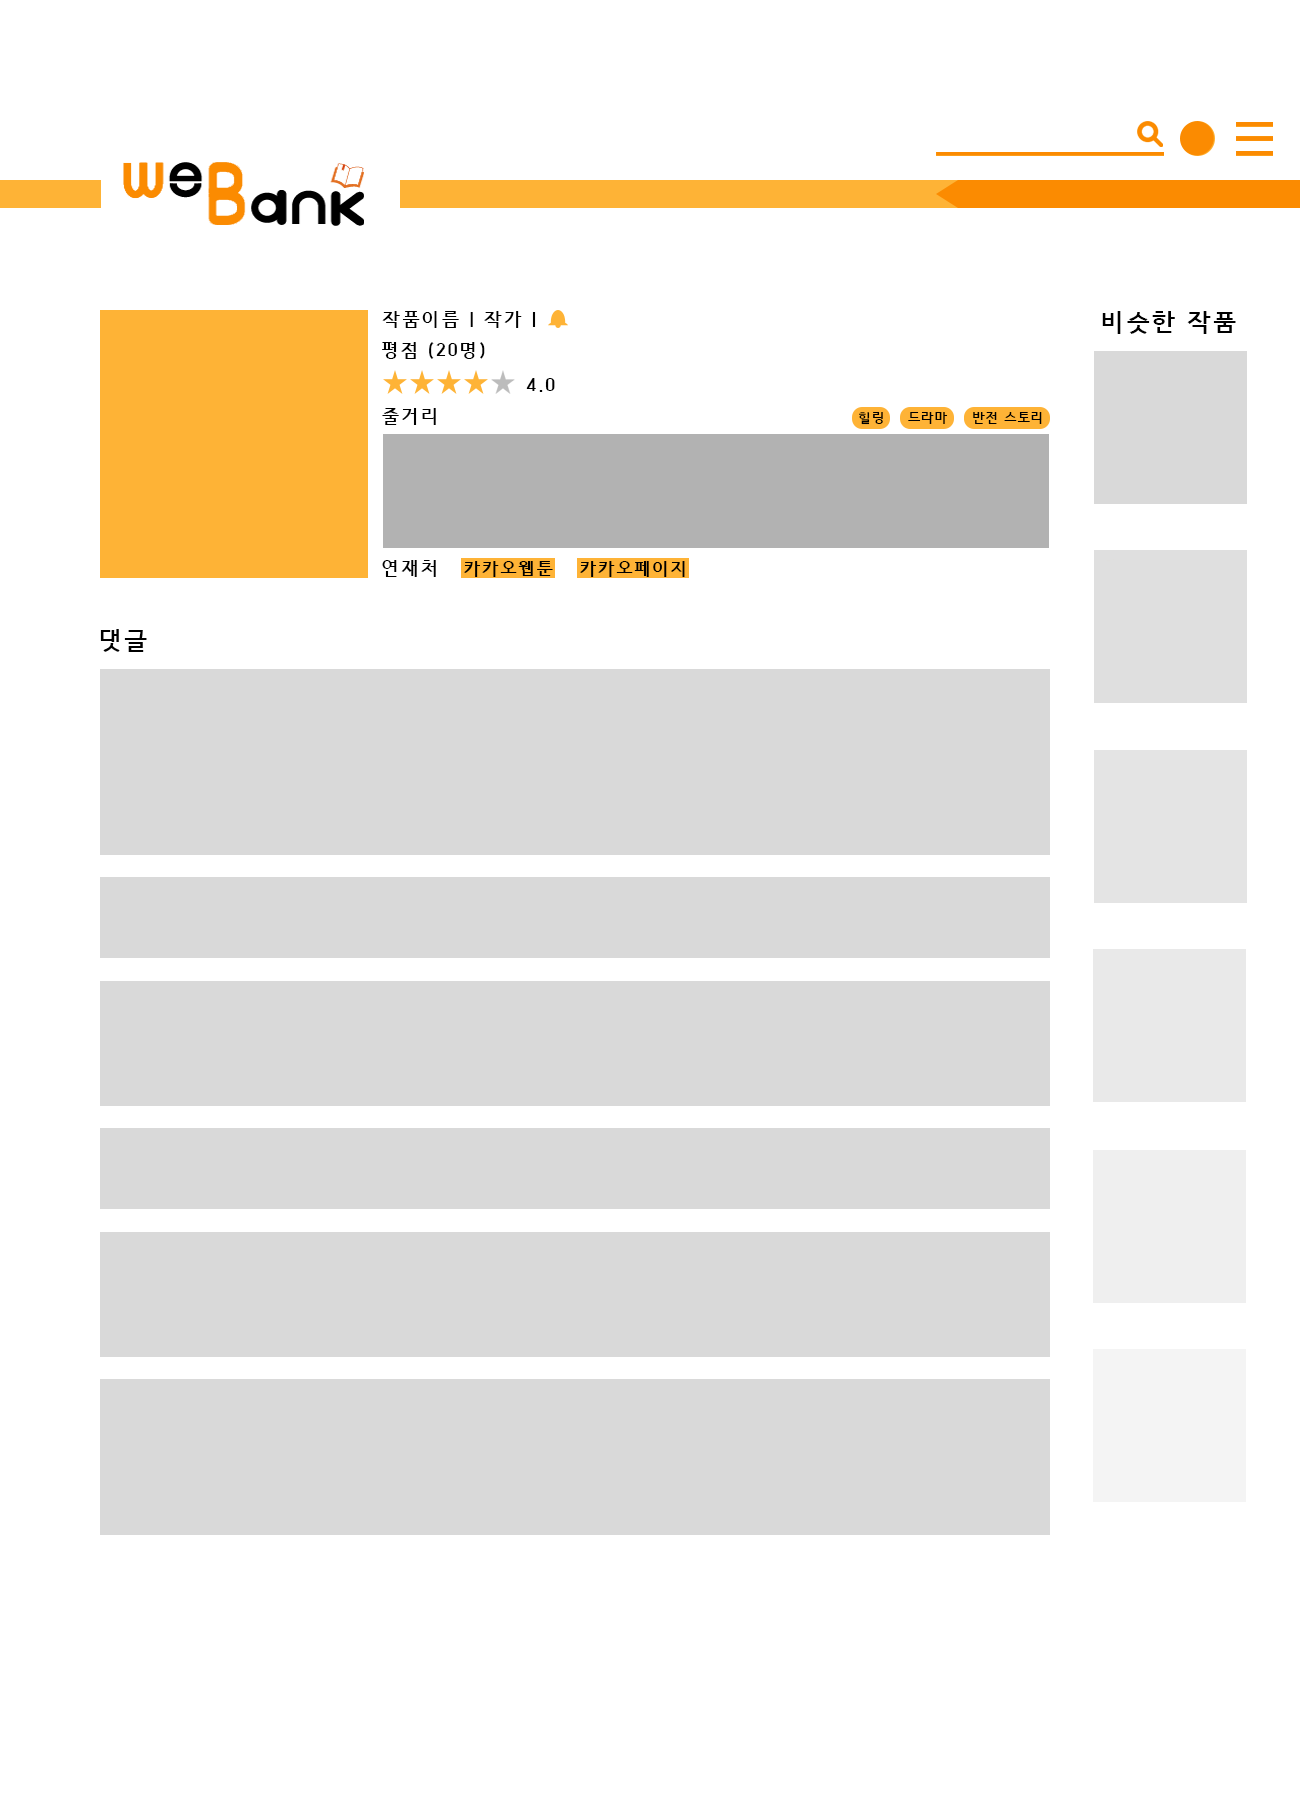 weBank
작품이름 | 작가 |
평점 (20명)
4.0
줄거리
힐링 드라마 반전 스토리
연재처 카카오웹툰 카카오페이지
댓글
비슷한 작품